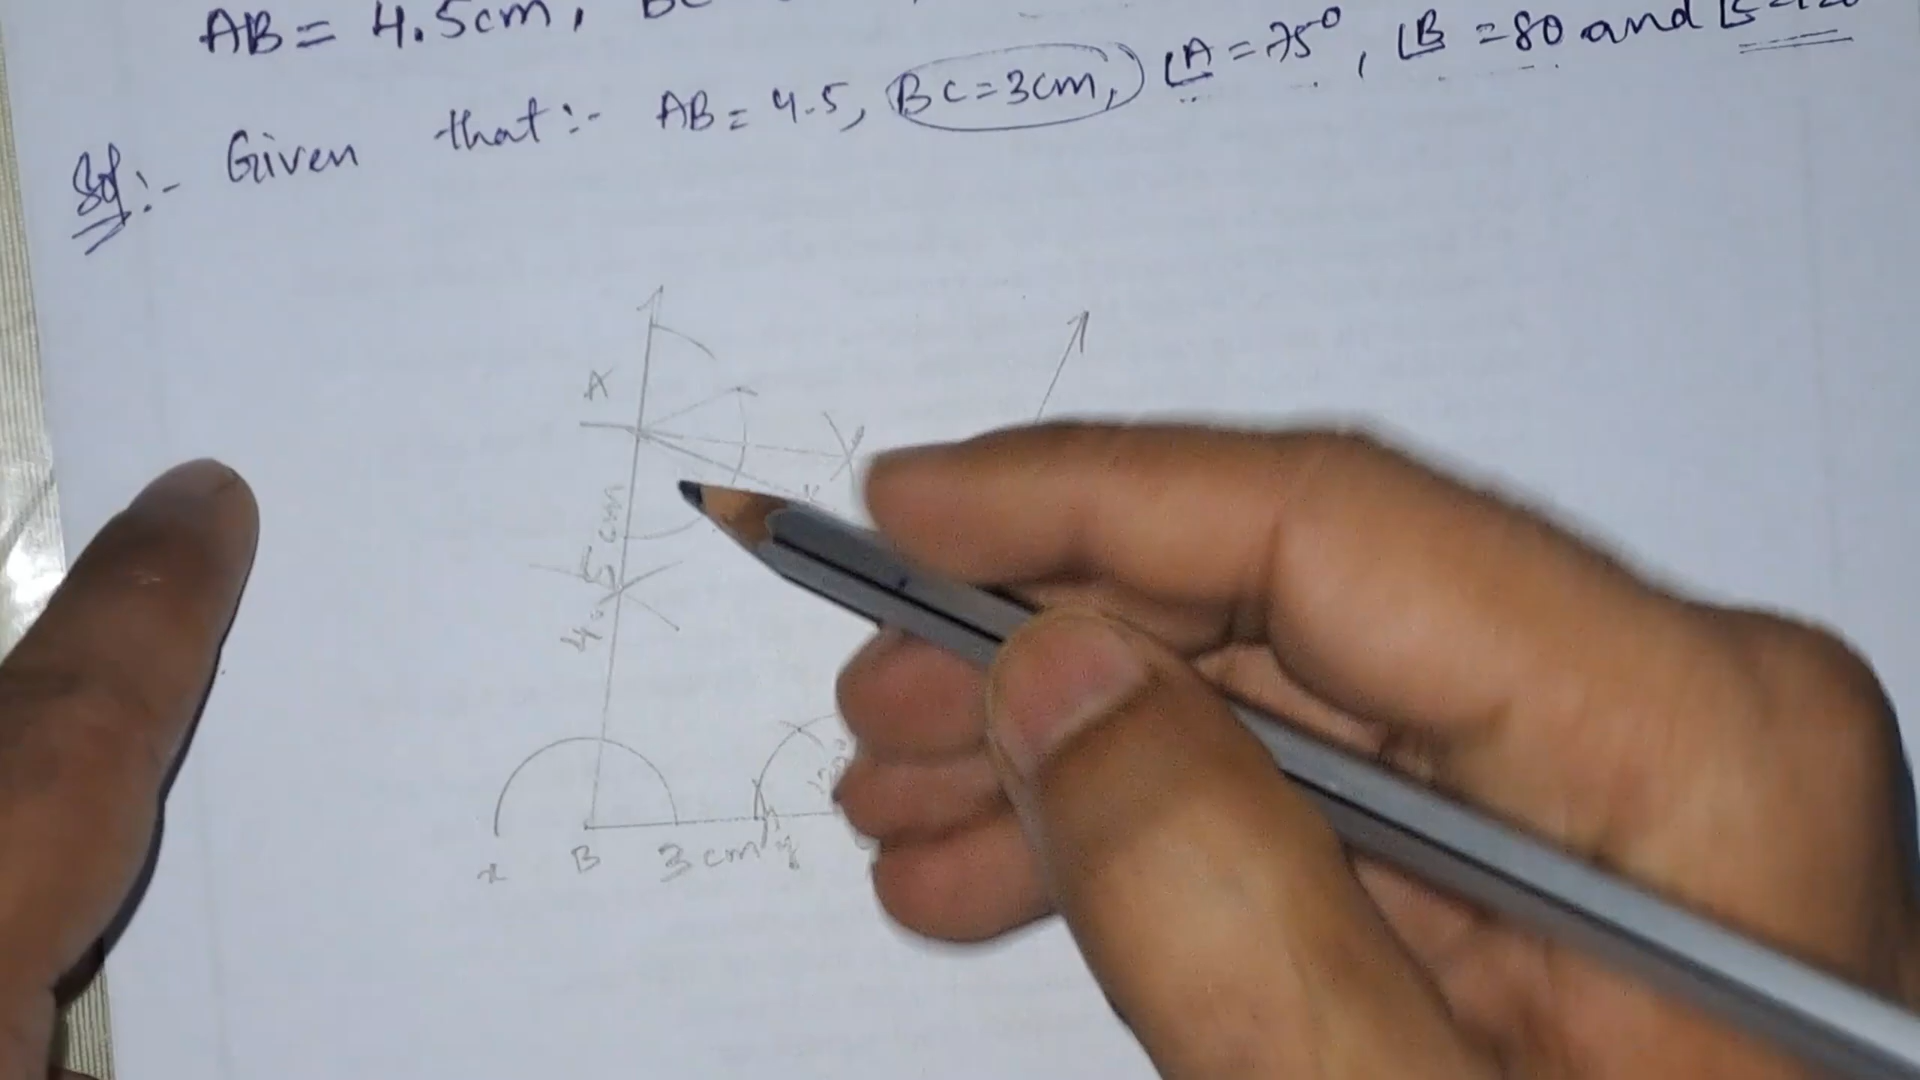 AB = 4.5cm,
Sol:- Given that :- AB = 4.5, BC = 3cm, ∠A = 75°, ∠B = 80 and
A
4.5cm
x B 3cm y